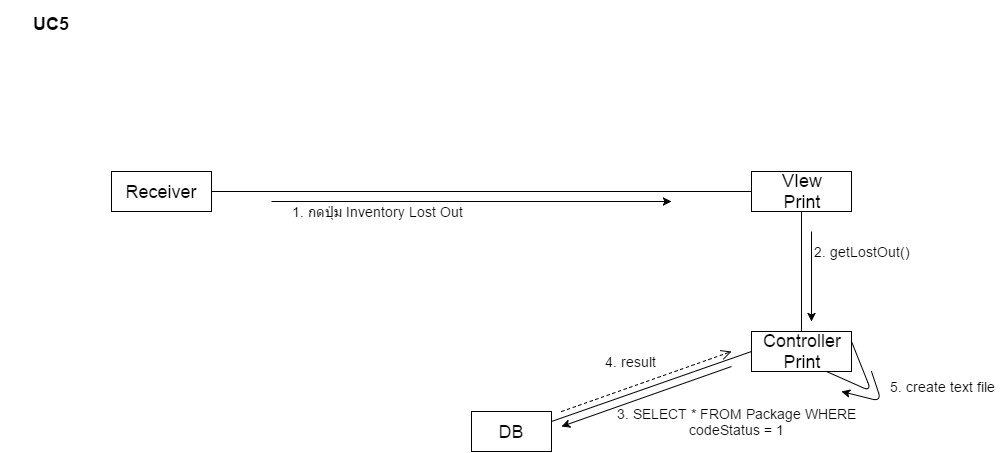 UC5
Receiver
VIew
Print
1. กดปุ่ม Inventory Lost Out
2. getLostOut()
Controller
Print
4. result
5. create text file
3. SELECT * FROM Package WHERE
codeStatus = 1
DB